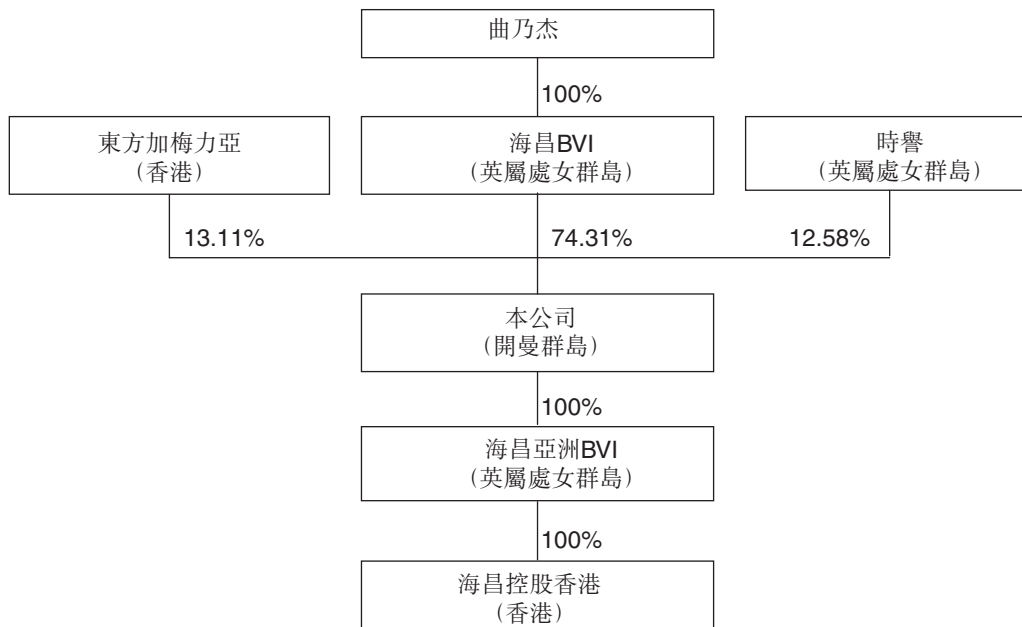 曲乃杰
100%
東方加梅力亞
（香港）
海昌BVI
（英屬處女群島）
時譽
（英屬處女群島）
13.11%
74.31%
12.58%
本公司
（開曼群島）
100%
海昌亞洲BVI
（英屬處女群島）
100%
海昌控股香港
（香港）